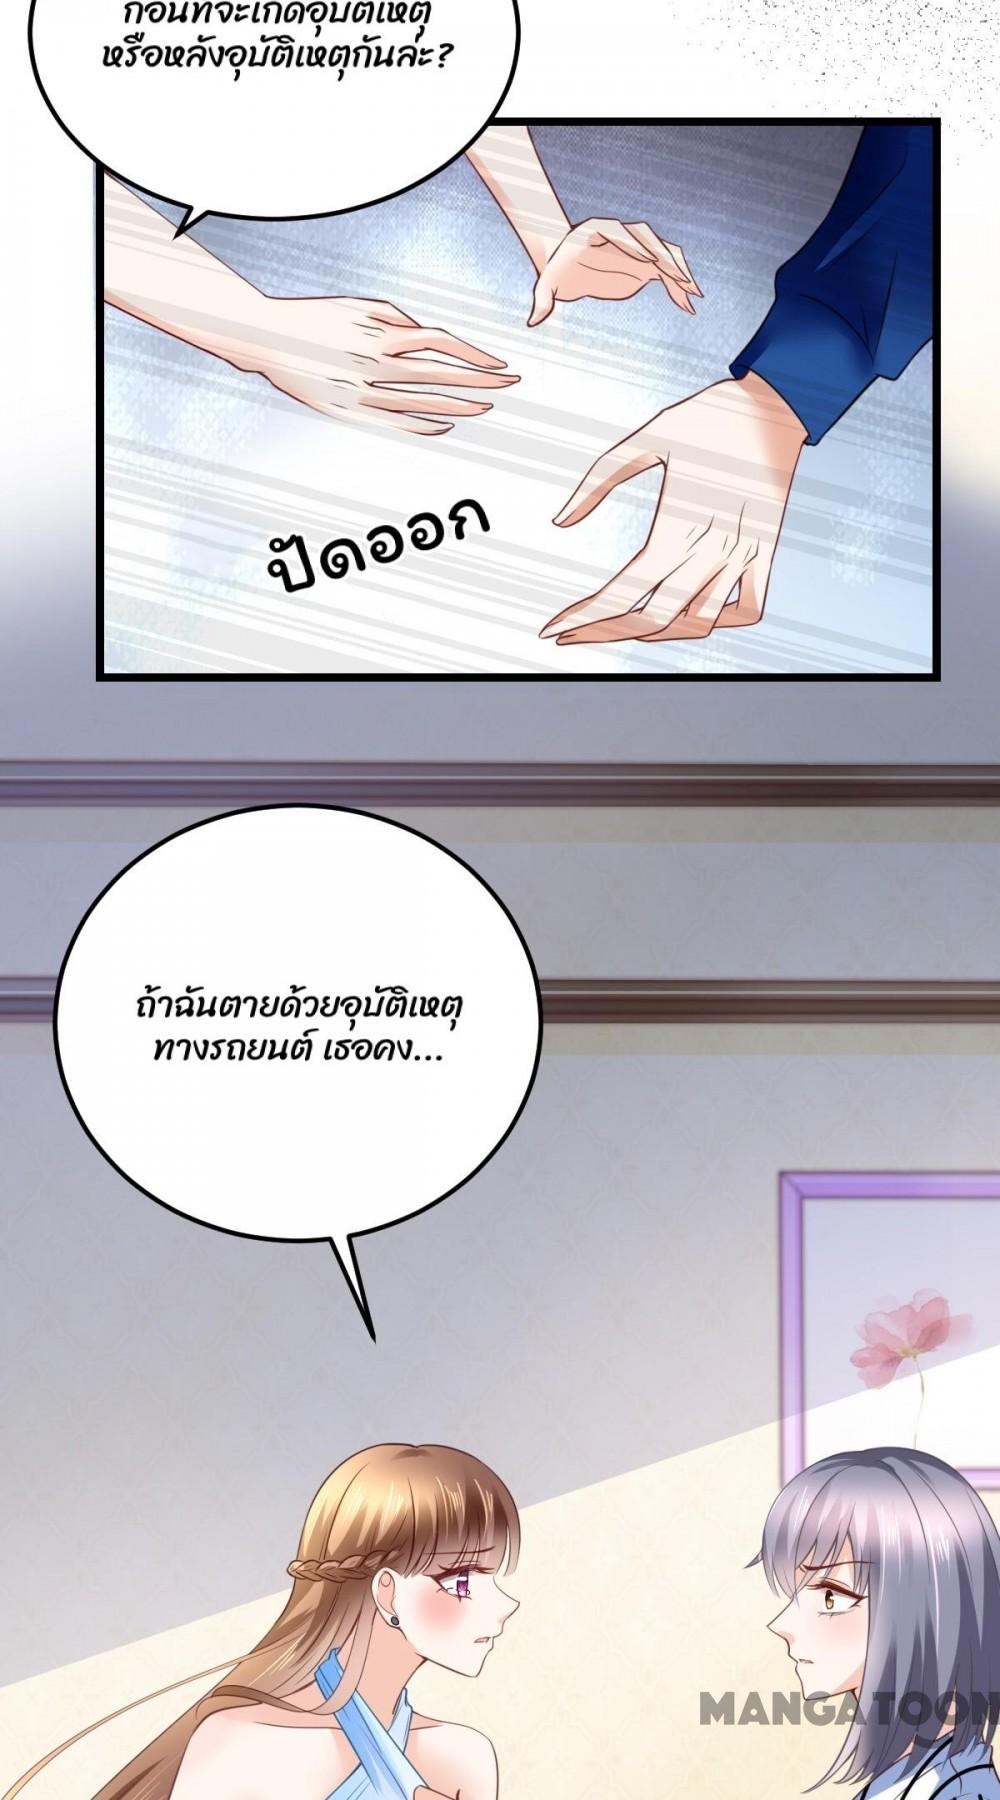 ก่อนที่จะเกิดอุบัติเหตุ
หรือหลังอุบัติเหตุกันล่ะ?
ปัดออก
ถ้าฉันตายด้วยอุบัติเหตุ
ทางรถยนต์ เธอคง...
MANGATOON